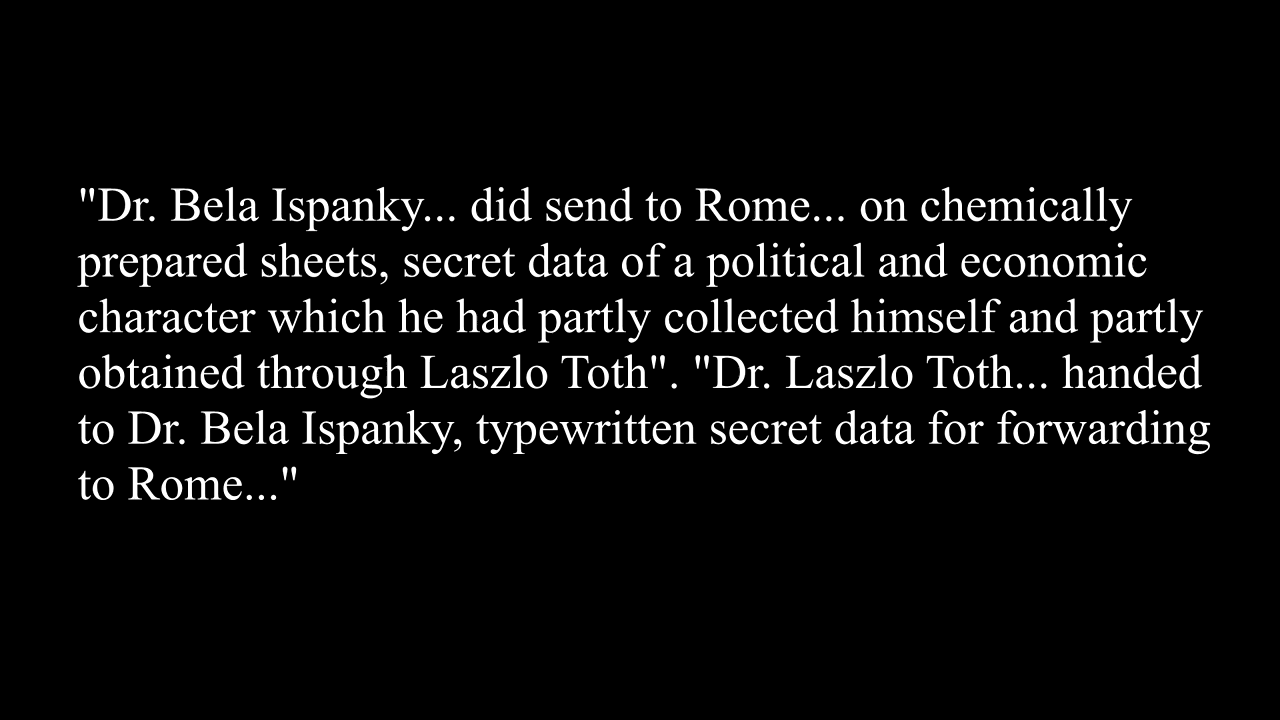 "Dr. Bela Ispanky... did send to Rome... on chemically
prepared sheets, secret data of a political and economic
character which he had partly collected himself and partly
obtained through Laszlo Toth". "Dr. Laszlo Toth... handed
to Dr. Bela Ispanky, typewritten secret data for forwarding
to Rome..."